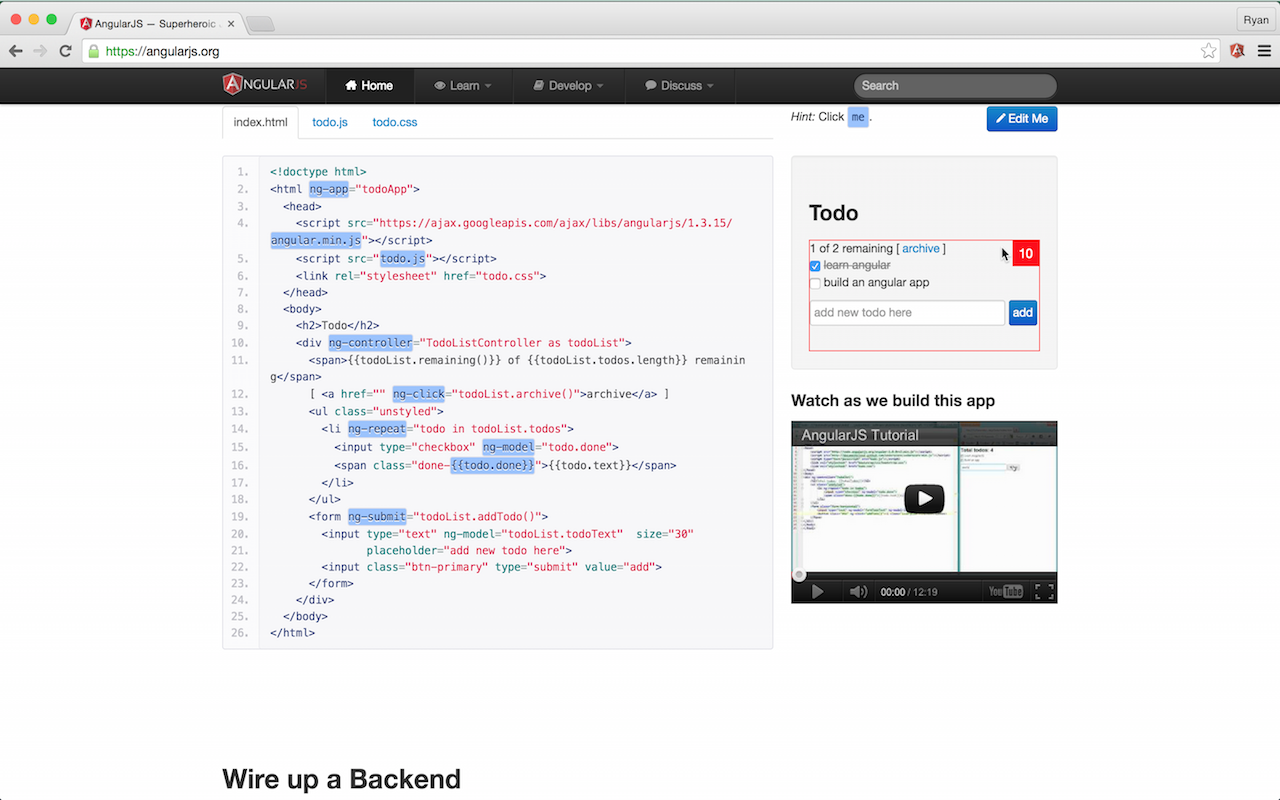 AngularJS — Superheroic
Ryan
https://angularjs.org
ANGULARJS
Home
Learn
Develop
Discuss
Search
index.html
todo.js
todo.css
Hint: Click me .
Edit Me
1. <!doctype html>
2. <html ng-app="todoApp">
3. <head>
4. <script src="https://ajax.googleapis.com/ajax/libs/angularjs/1.3.15/
angular.min.js"></script>
5. <script src="todo.js"></script>
6. <link rel="stylesheet" href="todo.css">
7. </head>
8. <body>
9. <h2>Todo</h2>
10. <div ng-controller="TodoListController as todoList">
11. <span>{{todoList.remaining()}} of {{todoList.todos.length}} remainin
g</span>
12. [ <a href="" ng-click="todoList.archive()">archive</a> ]
13. <ul class="unstyled">
14. <li ng-repeat="todo in todoList.todos">
15. <input type="checkbox" ng-model="todo.done">
16. <span class="done-{{todo.done}}">{{todo.text}}</span>
17. </li>
18. </ul>
19. <form ng-submit="todoList.addTodo()">
20. <input type="text" ng-model="todoList.todoText"  size="30"
21. placeholder="add new todo here">
22. <input class="btn-primary" type="submit" value="add">
23. </form>
24. </div>
25. </body>
26. </html>
Todo
1 of 2 remaining [ archive ]
10
learn angular
build an angular app
add new todo here
add
Watch as we build this app
AngularJS Tutorial
00:00 / 12:19
YouTube
Wire up a Backend